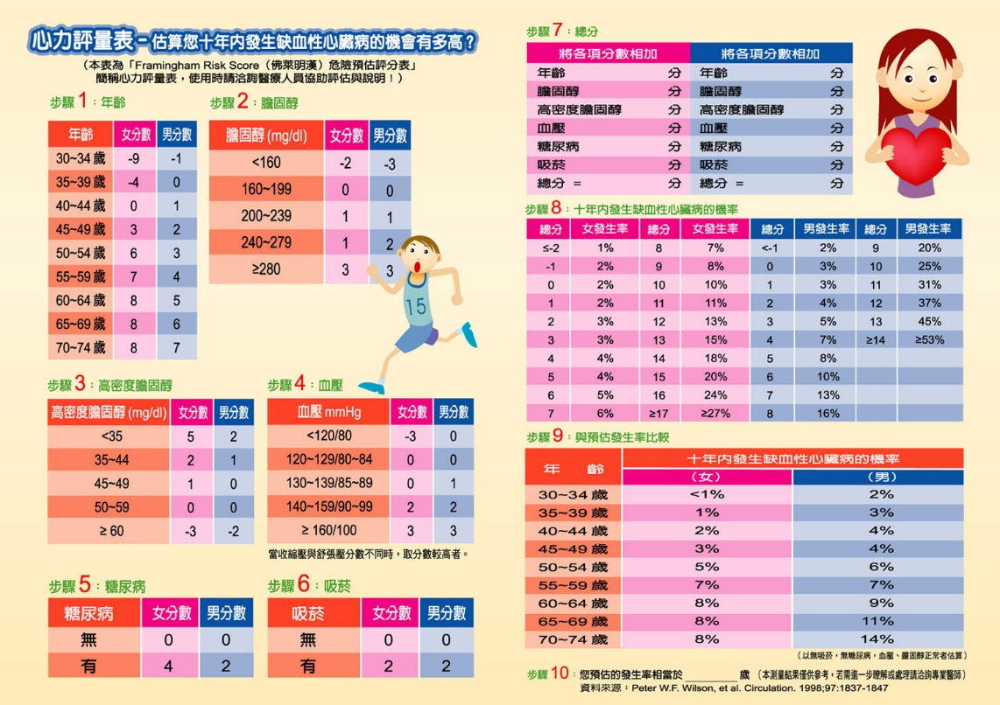 心力評量表-估算您十年內發生缺血性心臟病的機會有多高?
(本表為「Framingham Risk Score(佛萊明漢)危險預估評分表」
簡稱心力評量表,使用時請洽詢醫療人員協助評估與說明!)
步驟1:年齡
年齡 女分數 男分數
30~34 歲 -9 -1
35~39 歲 -4 0
40~44 歲 0 1
45~49 歲 3 2
50~54 歲 6 3
55~59 歲 7 4
60~64 歲 8 5
65~69 歲 8 6
70~74 歲 8 7
步驟2:膽固醇
膽固醇 (mg/dl) 女分數 男分數
<160 -2 -3
160~199 0 0
200~239 1 1
240~279 1 2
≥280 3 3
15
步驟3:高密度膽固醇
高密度膽固醇 (mg/dl) 女分數 男分數
<35 5 2
35~44 2 1
45~49 1 0
50~59 0 0
≥ 60 -3 -2
步驟4:血壓
血壓 mmHg 女分數 男分數
<120/80 -3 0
120~129/80~84 0 0
130~139/85~89 0 1
140~159/90~99 2 2
≥ 160/100 3 3
當收縮壓與舒張壓分數不同時,取分數較高者。
步驟5:糖尿病
糖尿病 女分數 男分數
無 0 0
有 4 2
步驟6:吸菸
吸菸 女分數 男分數
無 0 0
有 2 2
步驟7:總分
將各項分數相加 將各項分數相加
年齡 分 年齡 分
膽固醇 分 膽固醇 分
高密度膽固醇 分 高密度膽固醇 分
血壓 分 血壓 分
糖尿病 分 糖尿病 分
吸菸 分 吸菸 分
總分 = 分 總分 = 分
步驟8:十年內發生缺血性心臟病的機率
總分 女發生率 總分 女發生率 總分 男發生率 總分 男發生率
≤-2 1% 8 7% <-1 2% 9 20%
-1 2% 9 8% 0 3% 10 25%
0 2% 10 10% 1 3% 11 31%
1 2% 11 11% 2 4% 12 37%
2 3% 12 13% 3 5% 13 45%
3 3% 13 15% 4 7% ≥14 ≥53%
4 4% 14 18% 5 8%
5 4% 15 20% 6 10%
6 5% 16 24% 7 13%
7 6% ≥17 ≥27% 8 16%
步驟9:與預估發生率比較
年 齡 十年內發生缺血性心臟病的機率
(女) (男)
30~34 歲 <1% 2%
35~39 歲 1% 3%
40~44 歲 2% 4%
45~49 歲 3% 4%
50~54 歲 5% 6%
55~59 歲 7% 7%
60~64 歲 8% 9%
65~69 歲 8% 11%
70~74 歲 8% 14%
(以無吸菸,無糖尿病,血壓、膽固醇正常者估算)
步驟10:您預估的發生率相當於________歲 (本測量結果僅供參考,若需進一步瞭解或處理請洽詢專業醫師)
資料來源:Peter W.F. Wilson, et al. Circulation. 1998;97:1837-1847